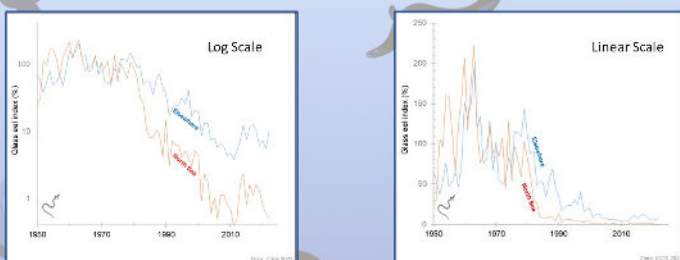 Log Scale
Glass eel index (%)
100
10
1
Elsewhere
North Sea
1950
1970
1990
2010
Linear Scale
Glass eel index (%)
250
200
150
100
50
0
Elsewhere
North Sea
1950
1970
1990
2010